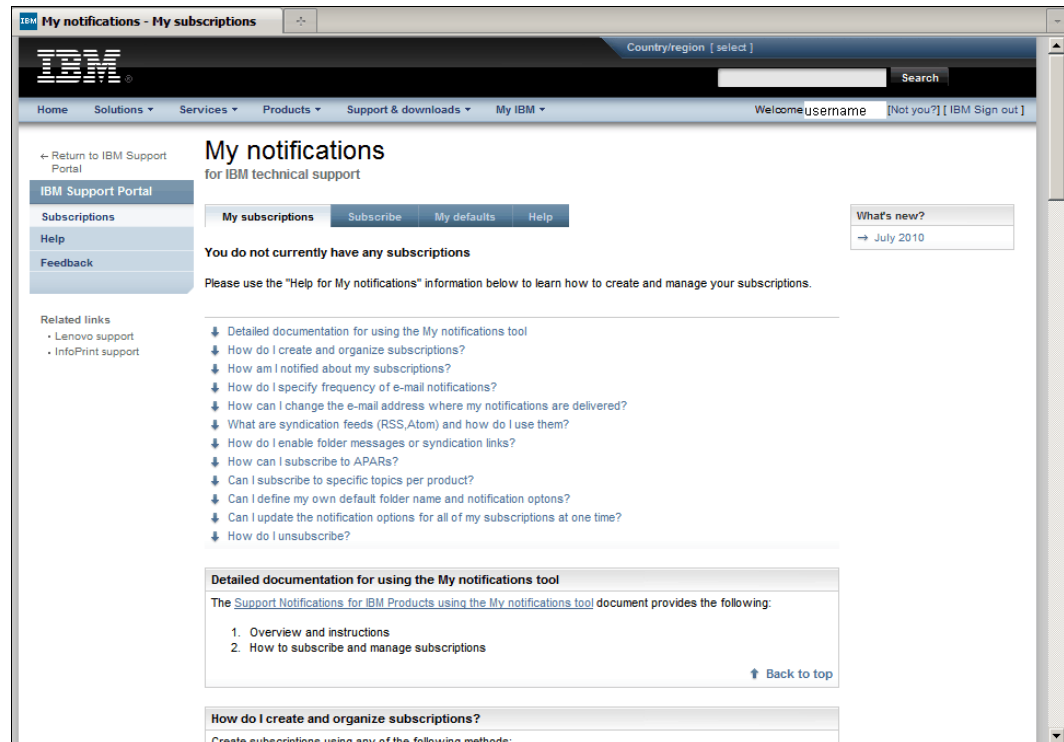 IBM My notifications - My subscriptions
Country/region [ select ]
IBM®
Search
Home Solutions Services Products Support & downloads My IBM Welcome username [Not you?] [ IBM Sign out ]
← Return to IBM Support
Portal
IBM Support Portal
Subscriptions
Help
Feedback
Related links
• Lenovo support
• InfoPrint support
My notifications
for IBM technical support
My subscriptions Subscribe My defaults Help
You do not currently have any subscriptions
Please use the "Help for My notifications" information below to learn how to create and manage your subscriptions.
Detailed documentation for using the My notifications tool
How do I create and organize subscriptions?
How am I notified about my subscriptions?
How do I specify frequency of e-mail notifications?
How can I change the e-mail address where my notifications are delivered?
What are syndication feeds (RSS,Atom) and how do I use them?
How do I enable folder messages or syndication links?
How can I subscribe to APARs?
Can I subscribe to specific topics per product?
Can I define my own default folder name and notification optons?
Can I update the notification options for all of my subscriptions at one time?
How do I unsubscribe?
Detailed documentation for using the My notifications tool
The Support Notifications for IBM Products using the My notifications tool document provides the following:
1. Overview and instructions
2. How to subscribe and manage subscriptions
Back to top
How do I create and organize subscriptions?
Create subscriptions using any of the following methods:
What's new?
→ July 2010